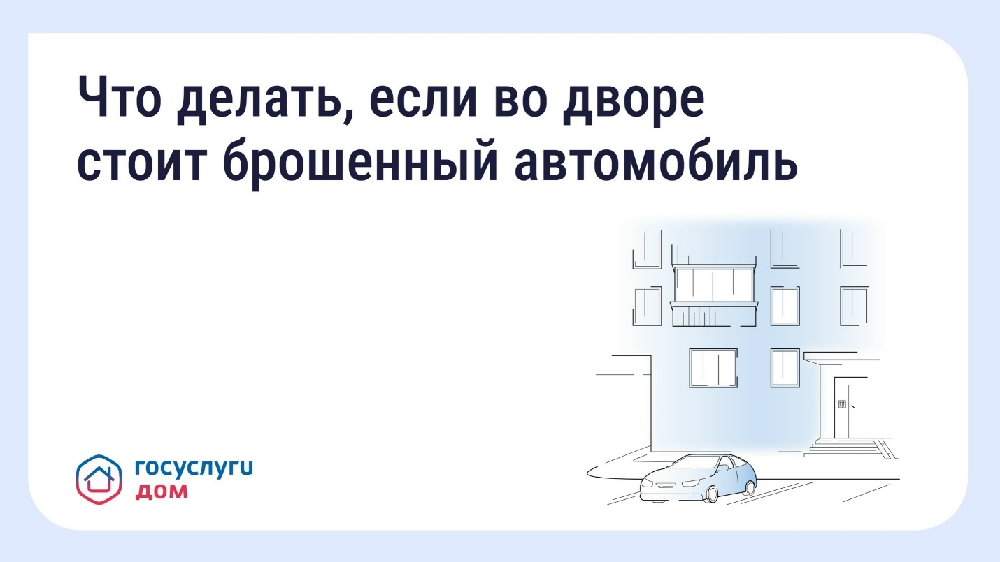 Что делать, если во дворе
стоит брошенный автомобиль
госуслуги
дом